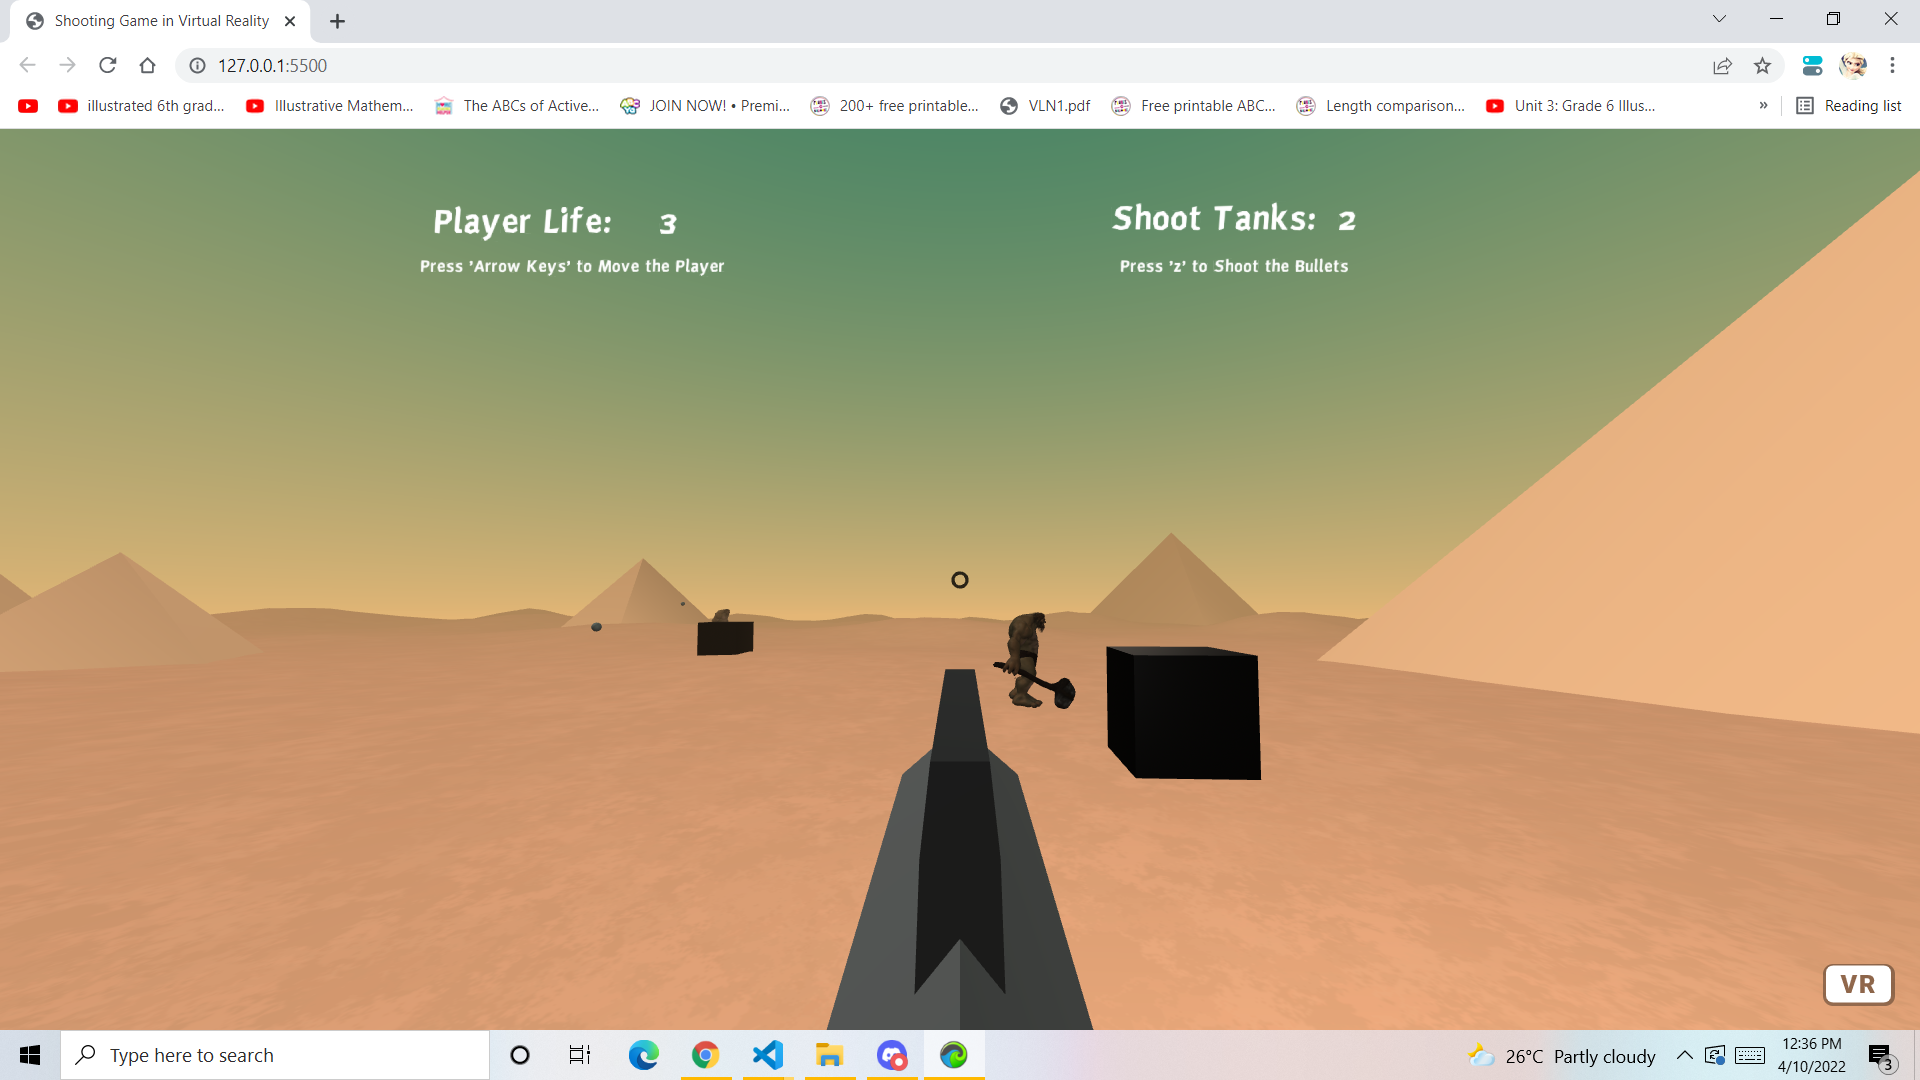 Shooting Game in Virtual Reality
127.0.0.1:5500
illustrated 6th grad...
Illustrative Mathem...
The ABCs of Active...
JOIN NOW! • Premi...
200+ free printable...
VLN1.pdf
Free printable ABC...
Length comparison...
Unit 3: Grade 6 Illus...
»
Reading list
Player Life: 3
Shoot Tanks: 2
Press 'Arrow Keys' to Move the Player
Press 'z' to Shoot the Bullets
VR
Type here to search
26°C Partly cloudy
12:36 PM
4/10/2022
3